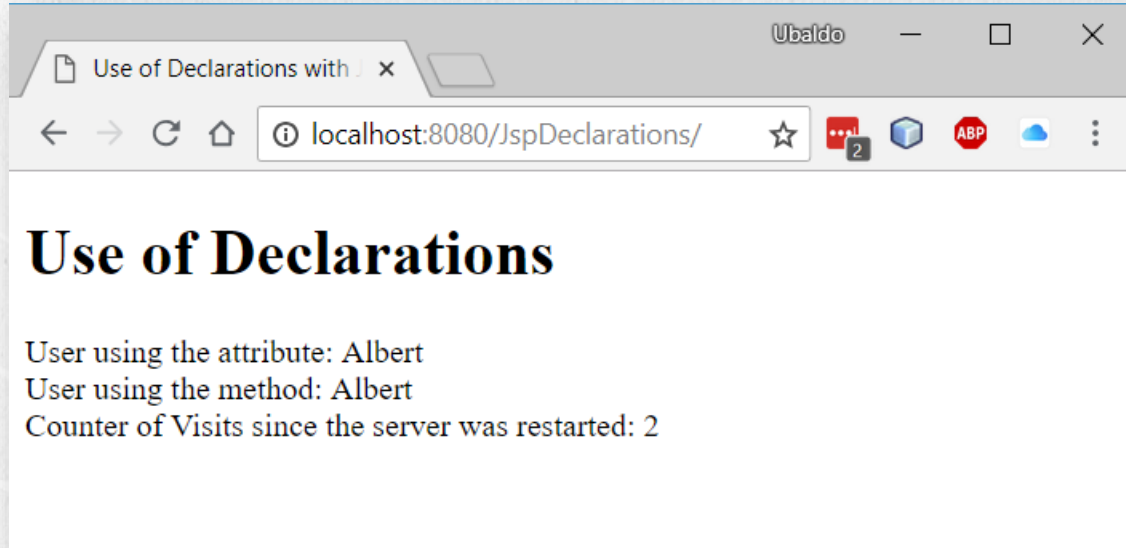 Ubaldo
Use of Declarations with J
localhost:8080/JspDeclarations/
2
ABP
Use of Declarations
User using the attribute: Albert
User using the method: Albert
Counter of Visits since the server was restarted: 2